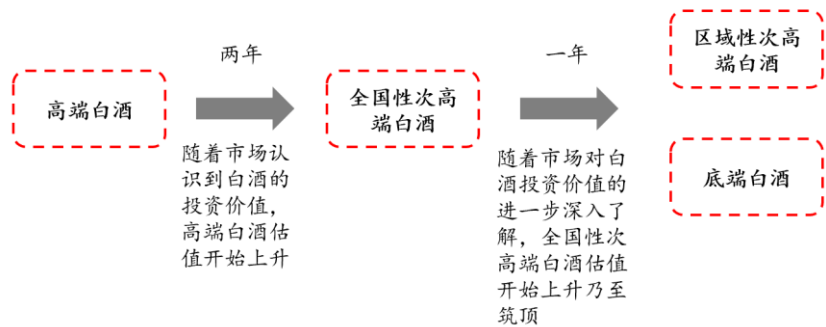 高端白酒
两年
随着市场认
识到白酒的
投资价值，
高端白酒估
值开始上升
全国性次高
端白酒
一年
随着市场对白
酒投资价值的
进一步深入了
解，全国性次
高端白酒估值
开始上升乃至
筑顶
区域性次高
端白酒
底端白酒